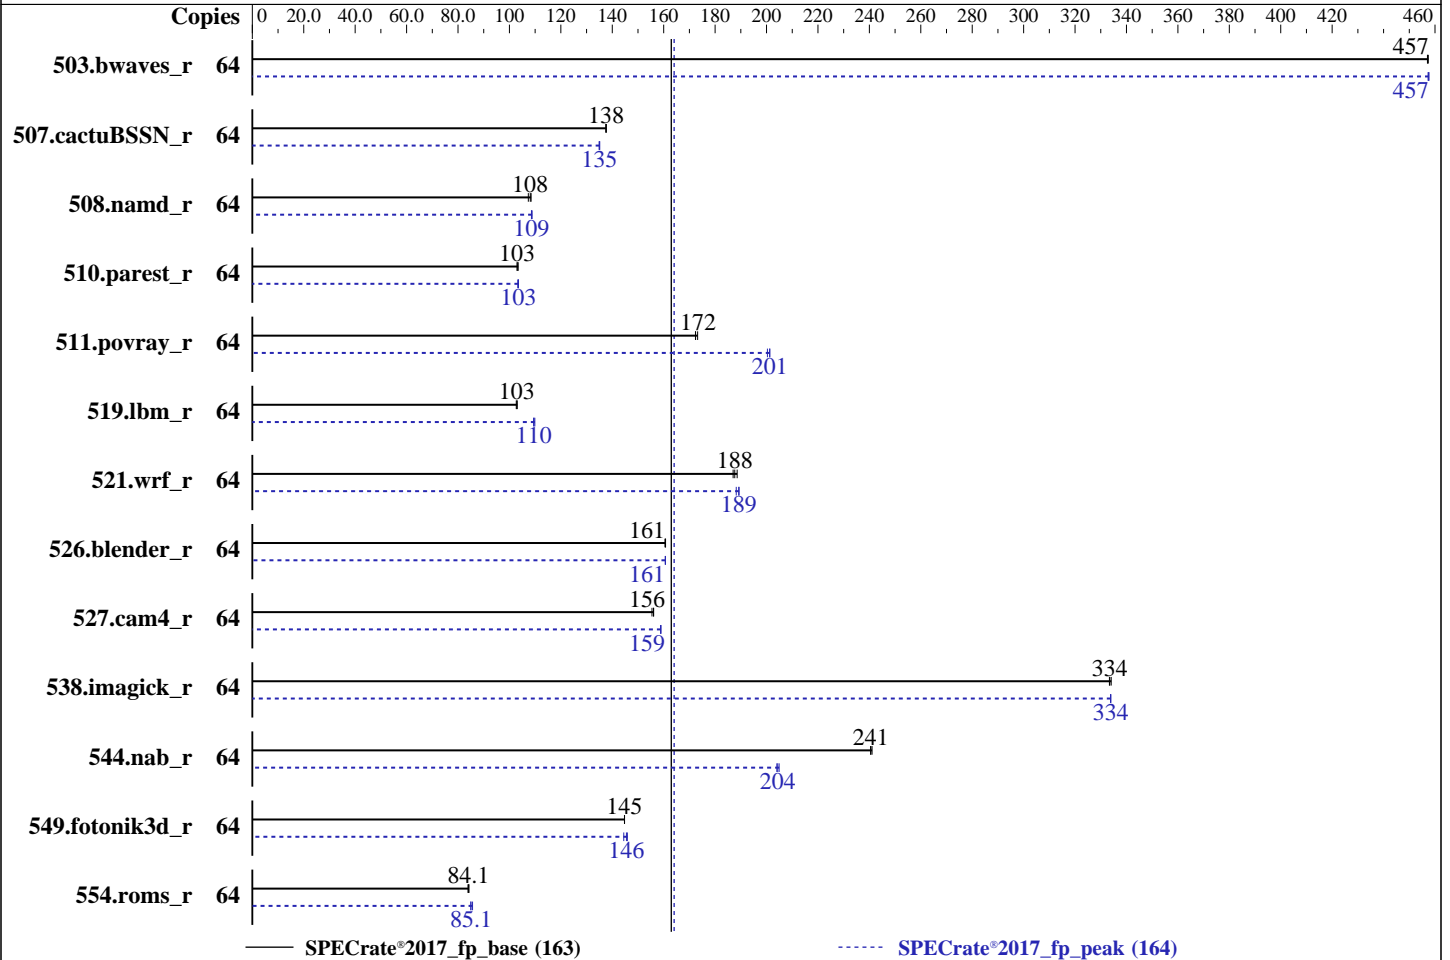 Copies 0 20.0 40.0 60.0 80.0 100 120 140 160 180 200 220 240 260 280 300 320 340 360 380 400 420 460
503.bwaves_r 64 457
457
507.cactuBSSN_r 64 138
135
508.namd_r 64 108
109
510.parest_r 64 103
103
511.povray_r 64 172
201
519.lbm_r 64 103
110
521.wrf_r 64 188
189
526.blender_r 64 161
161
527.cam4_r 64 156
159
538.imagick_r 64 334
334
544.nab_r 64 241
204
549.fotonik3d_r 64 145
146
554.roms_r 64 84.1
85.1
SPECrate®2017_fp_base (163) SPECrate®2017_fp_peak (164)